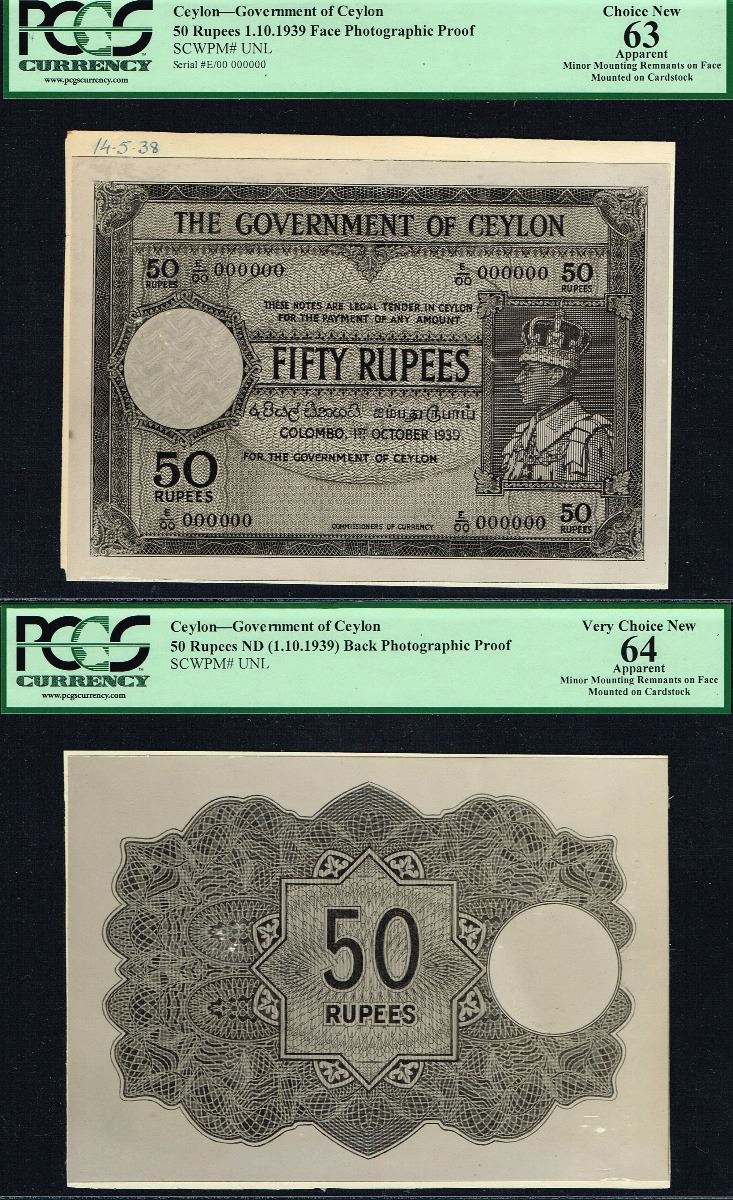 PCGS
CURRENCY
www.pcgscurrency.com
Ceylon—Government of Ceylon
50 Rupees 1.10.1939 Face Photographic Proof
SCWPM# UNL
Serial #E/00 000000
Choice New
63
Apparent
Minor Mounting Remnants on Face
Mounted on Cardstock
14-5-38
THE GOVERNMENT OF CEYLON
50 RUPEES E/00 000000 E/00 000000 50 RUPEES
THESE NOTES ARE LEGAL TENDER IN CEYLON
FOR THE PAYMENT OF ANY AMOUNT.
FIFTY RUPEES
රුපියල් පනහයි ஐம்பது ரூபாய்
COLOMBO, 1ST OCTOBER 1939
FOR THE GOVERNMENT OF CEYLON
50
RUPEES
E/00 000000 COMMISSIONERS OF CURRENCY E/00 000000 50 RUPEES
PCGS
CURRENCY
www.pcgscurrency.com
Ceylon—Government of Ceylon
50 Rupees ND (1.10.1939) Back Photographic Proof
SCWPM# UNL
Very Choice New
64
Apparent
Minor Mounting Remnants on Face
Mounted on Cardstock
50
RUPEES